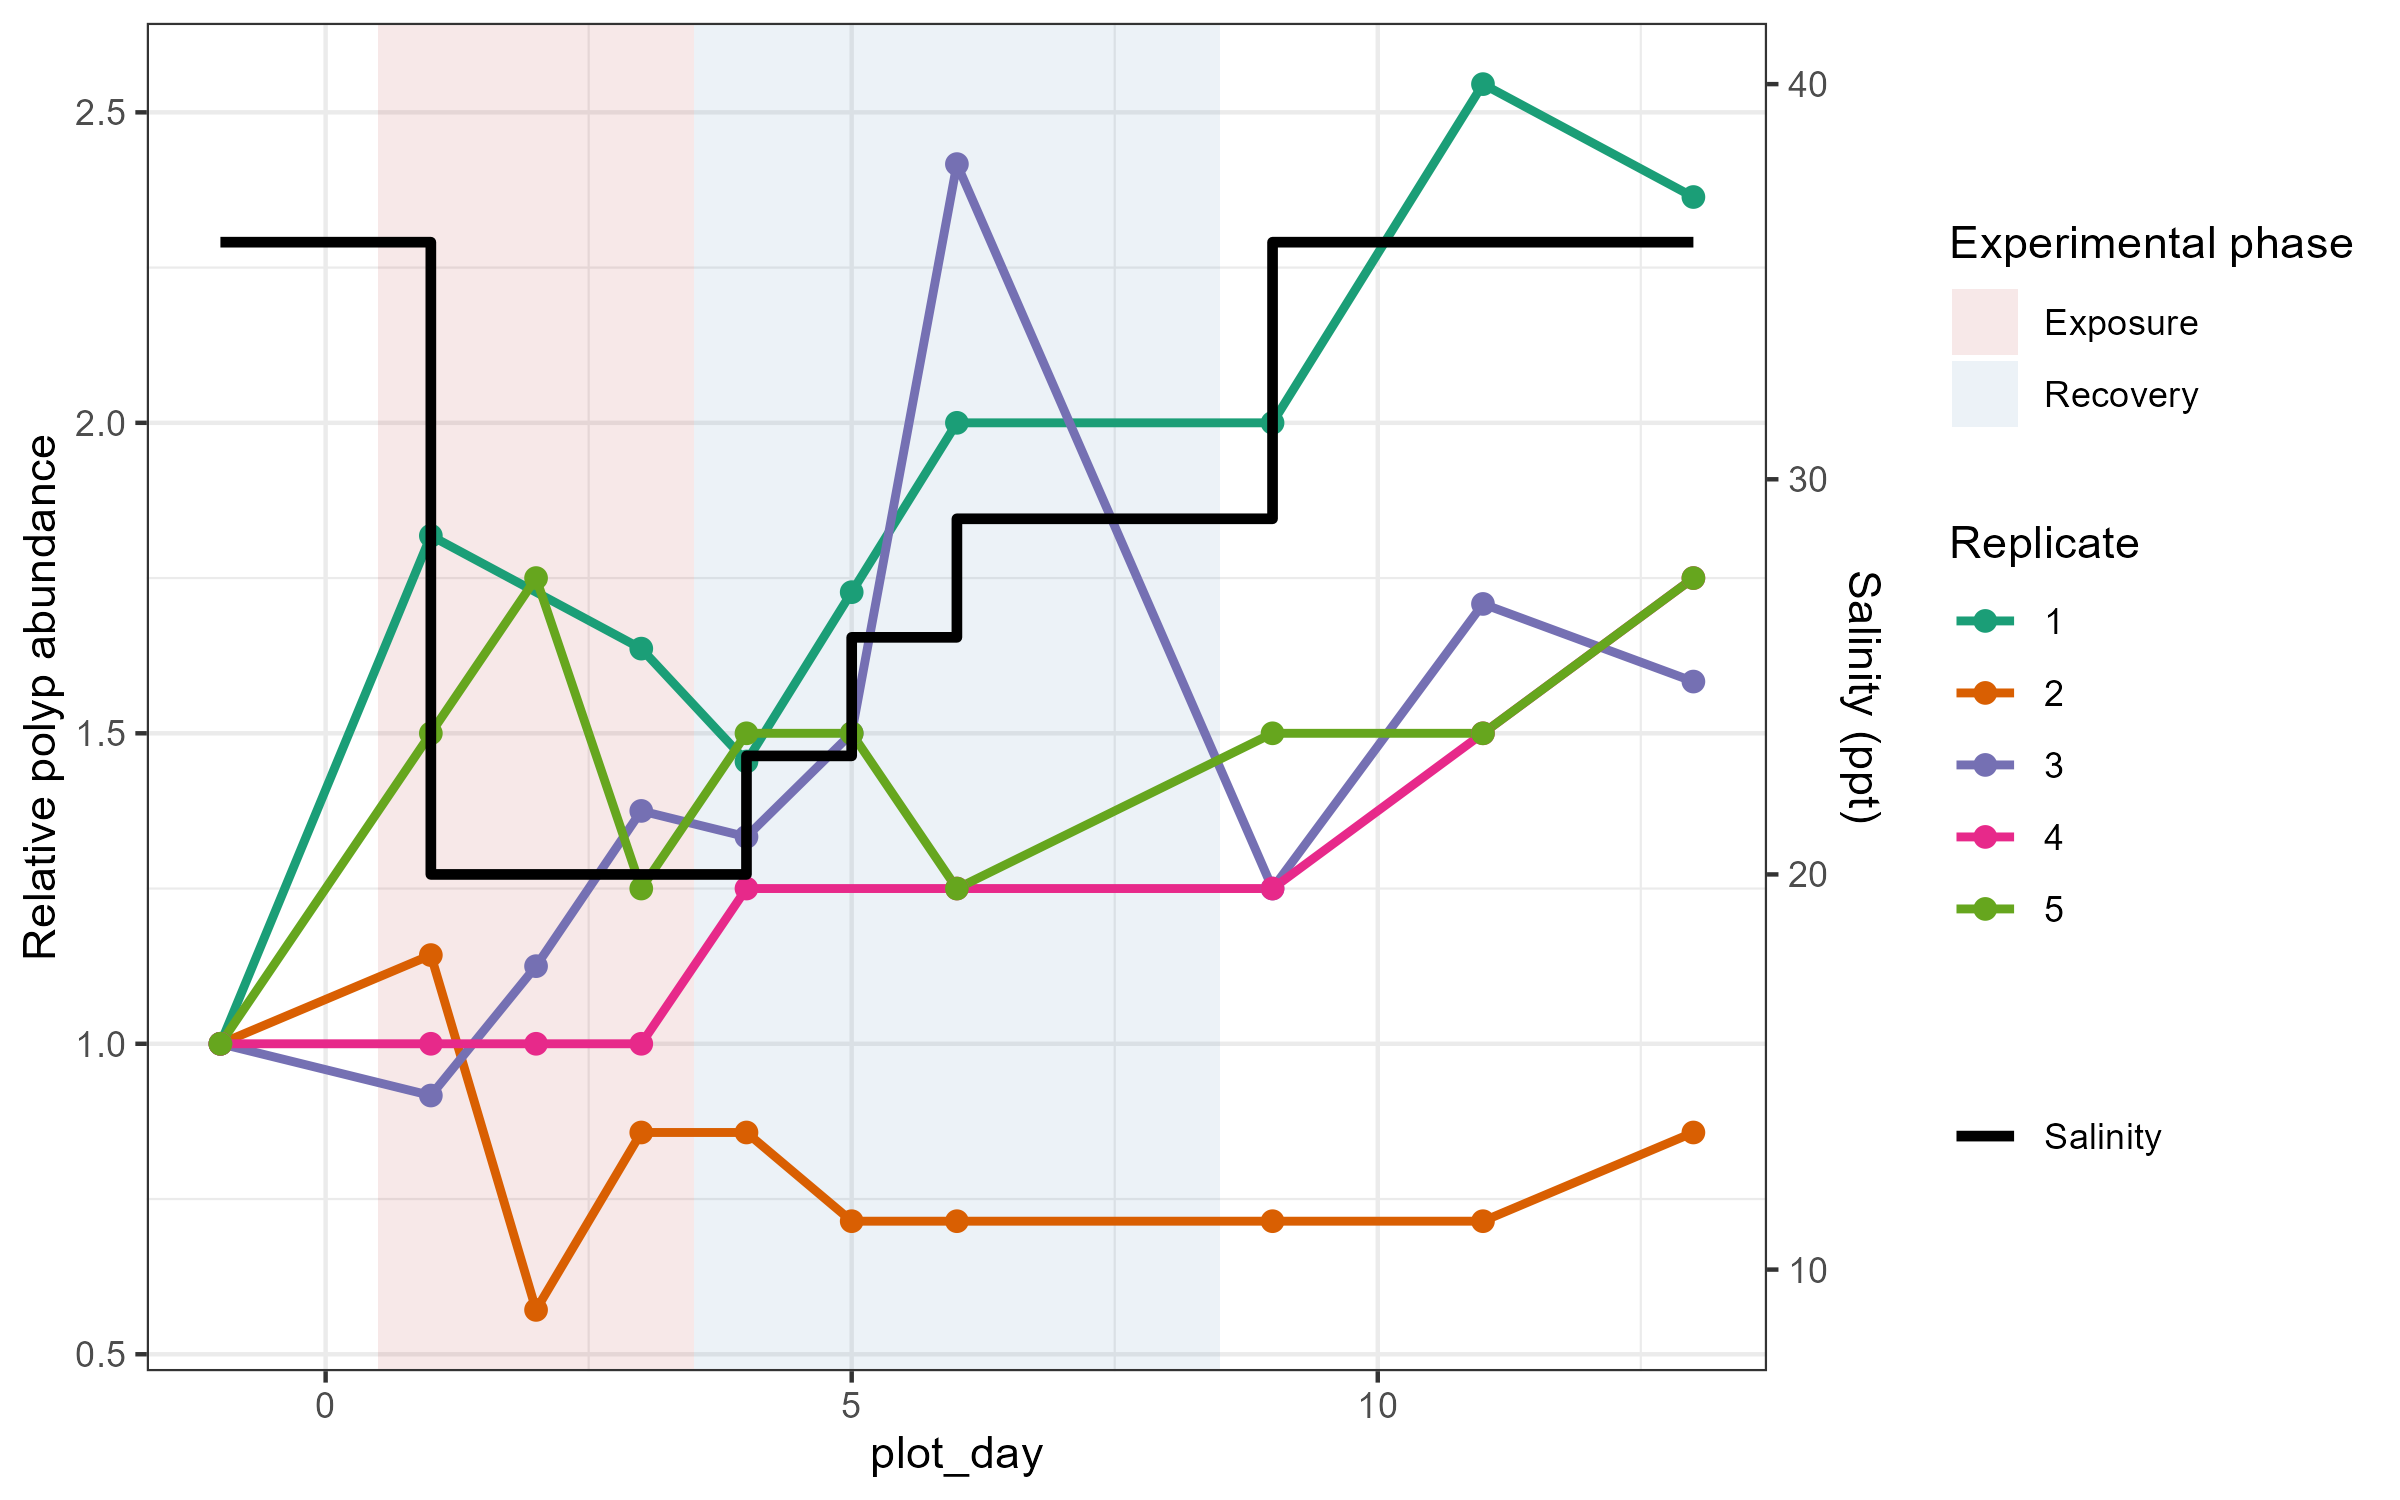 Relative polyp abundance
2.5
2.0
1.5
1.0
0.5
0
5
10
plot_day
40
30
20
10
Salinity (ppt)
Experimental phase
Exposure
Recovery
Replicate
1
2
3
4
5
Salinity